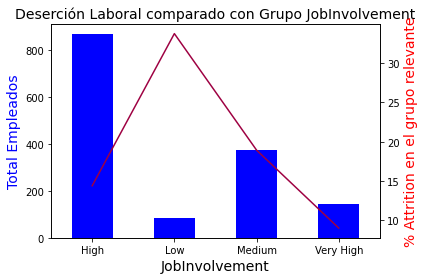 Deserción Laboral comparado con Grupo JobInvolvement
Total Empleados
800
600
400
200
0
High
Low
Medium
Very High
JobInvolvement
30
25
20
15
10
% Attrition en el grupo relevante